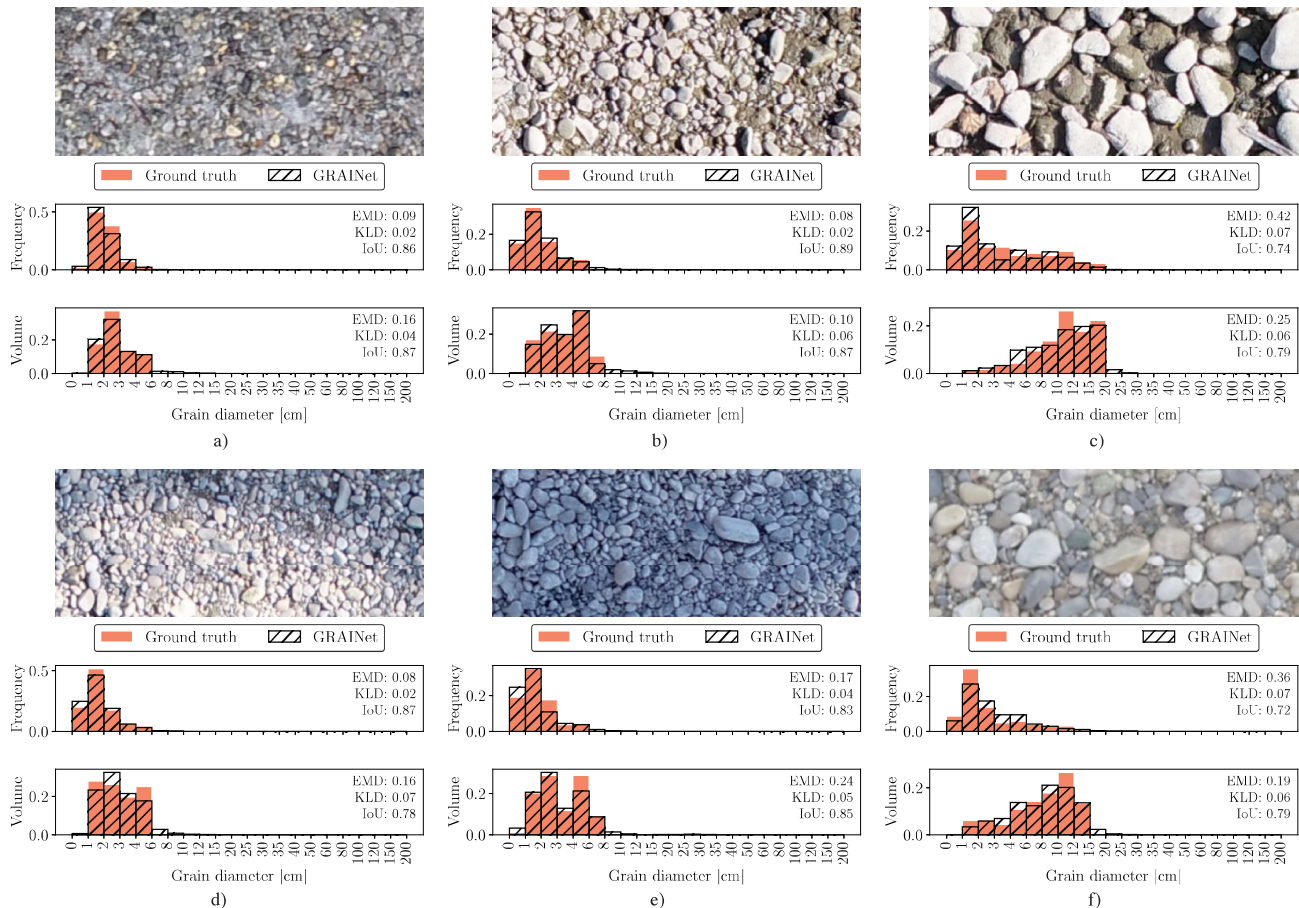 Ground truth GRAINet
Frequency
0.5
0.0
EMD: 0.09
KLD: 0.02
IoU: 0.86
Volume
0.2
0.0
EMD: 0.16
KLD: 0.04
IoU: 0.87
0 1 2 3 4 6 8 10 12 15 20 25 30 35 40 50 60 80 100 120 150 200
Grain diameter [cm]
a)
Ground truth GRAINet
Frequency
0.2
0.0
EMD: 0.08
KLD: 0.02
IoU: 0.89
Volume
0.2
0.0
EMD: 0.10
KLD: 0.06
IoU: 0.87
0 1 2 3 4 6 8 10 12 15 20 25 30 35 40 50 60 80 100 120 150 200
Grain diameter [cm]
b)
Ground truth GRAINet
Frequency
0.2
0.0
EMD: 0.42
KLD: 0.07
IoU: 0.74
Volume
0.2
0.0
EMD: 0.25
KLD: 0.06
IoU: 0.79
0 1 2 3 4 6 8 10 12 15 20 25 30 35 40 50 60 80 100 120 150 200
Grain diameter [cm]
c)
Ground truth GRAINet
Frequency
0.5
0.0
EMD: 0.08
KLD: 0.02
IoU: 0.87
Volume
0.2
0.0
EMD: 0.16
KLD: 0.07
IoU: 0.78
0 1 2 3 4 6 8 10 12 15 20 25 30 35 40 50 60 80 100 120 150 200
Grain diameter [cm]
d)
Ground truth GRAINet
Frequency
0.2
0.0
EMD: 0.17
KLD: 0.04
IoU: 0.83
Volume
0.2
0.0
EMD: 0.24
KLD: 0.05
IoU: 0.85
0 1 2 3 4 6 8 10 12 15 20 25 30 35 40 50 60 80 100 120 150 200
Grain diameter [cm]
e)
Ground truth GRAINet
Frequency
0.2
0.0
EMD: 0.36
KLD: 0.07
IoU: 0.72
Volume
0.2
0.0
EMD: 0.19
KLD: 0.06
IoU: 0.79
0 1 2 3 4 6 8 10 12 15 20 25 30 35 40 50 60 80 100 120 150 200
Grain diameter [cm]
f)